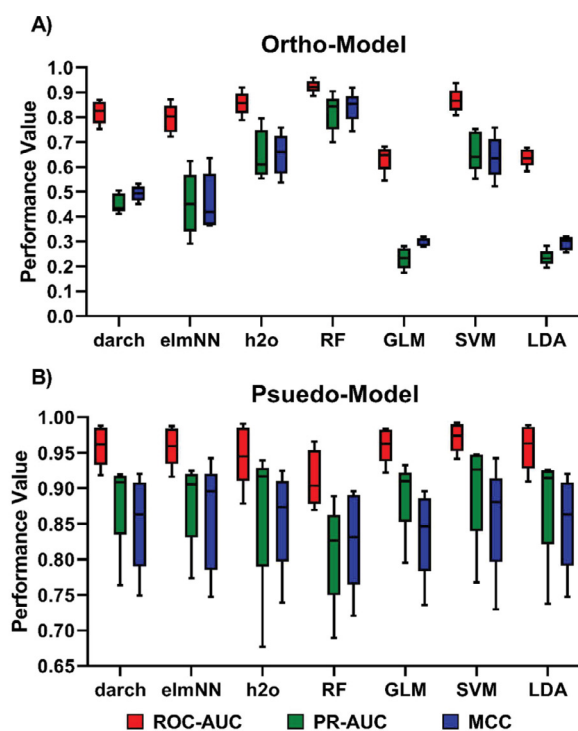 A)
Ortho-Model
Performance Value
1.0
0.9
0.8
0.7
0.6
0.5
0.4
0.3
0.2
0.1
0.0
darch elmNN h2o RF GLM SVM LDA
B)
Psuedo-Model
Performance Value
1.00
0.95
0.90
0.85
0.80
0.75
0.70
0.65
darch elmNN h2o RF GLM SVM LDA
ROC-AUC PR-AUC MCC